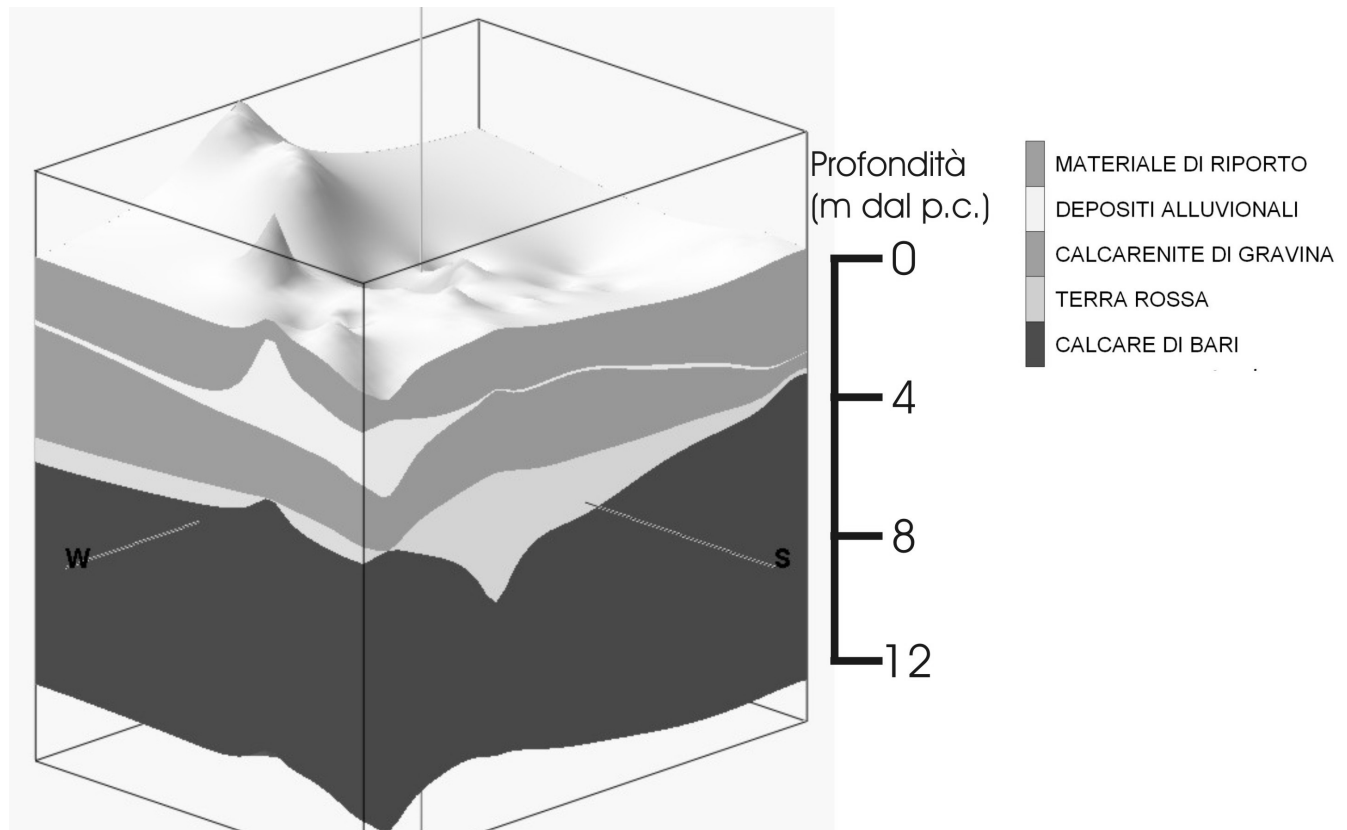 Profondità
(m dal p.c.)
0
4
8
12
W
S
MATERIALE DI RIPORTO
DEPOSITI ALLUVIONALI
CALCARENITE DI GRAVINA
TERRA ROSSA
CALCARE DI BARI